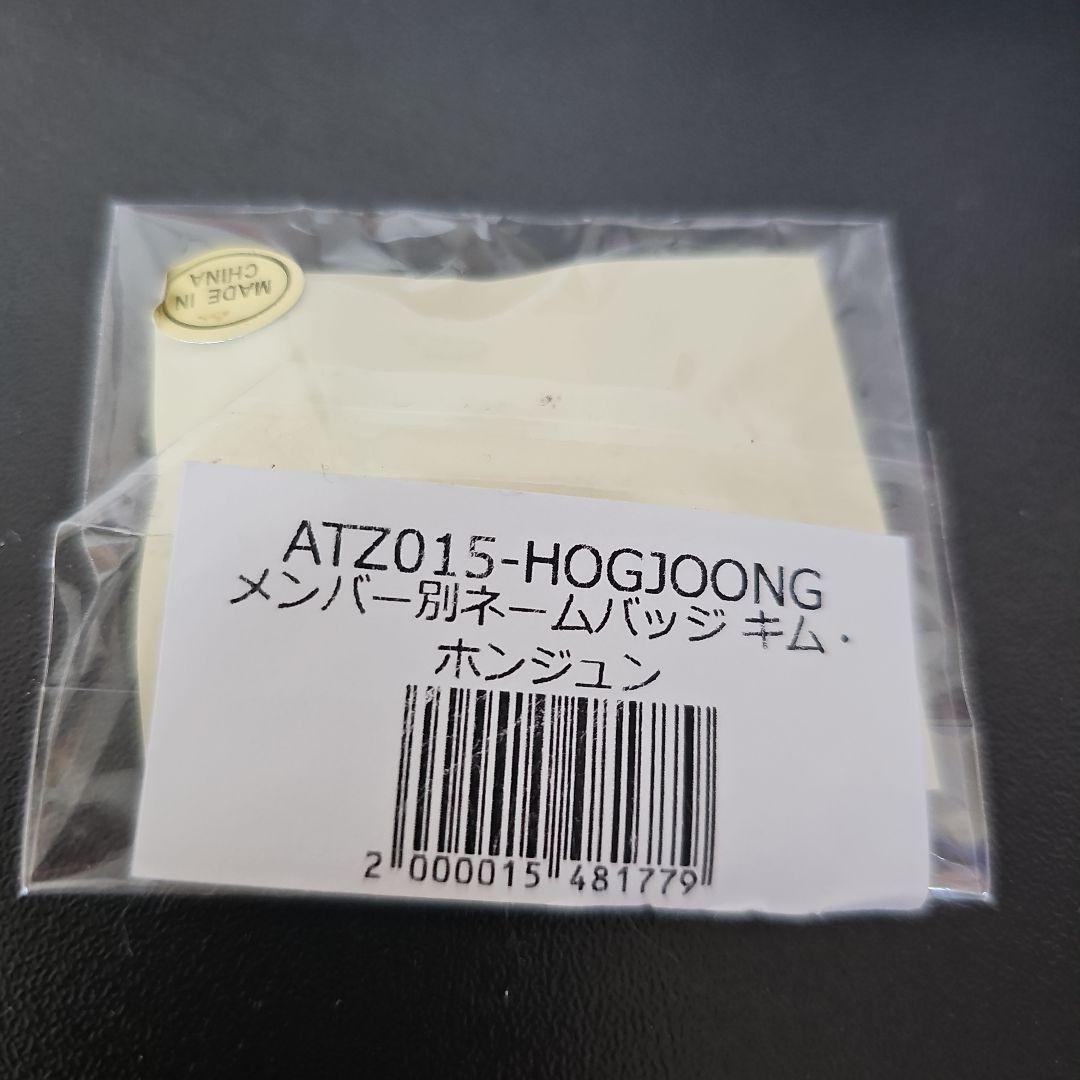 MADE IN
CHINA
ATZ015-HOGJOONG
メンバー別ネームバッジ キム・
ホンジュン
2 000015 481779